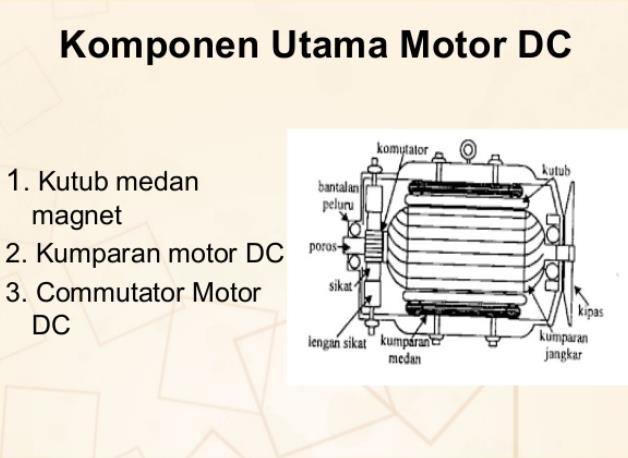 Komponen Utama Motor DC
1. Kutub medan
magnet
2. Kumparan motor DC
3. Commutator Motor
DC
komutator
kutub
bantalan
peluru
poros
sikat
kipas
lengan sikat
kumparan
medan
kumparan
jangkar